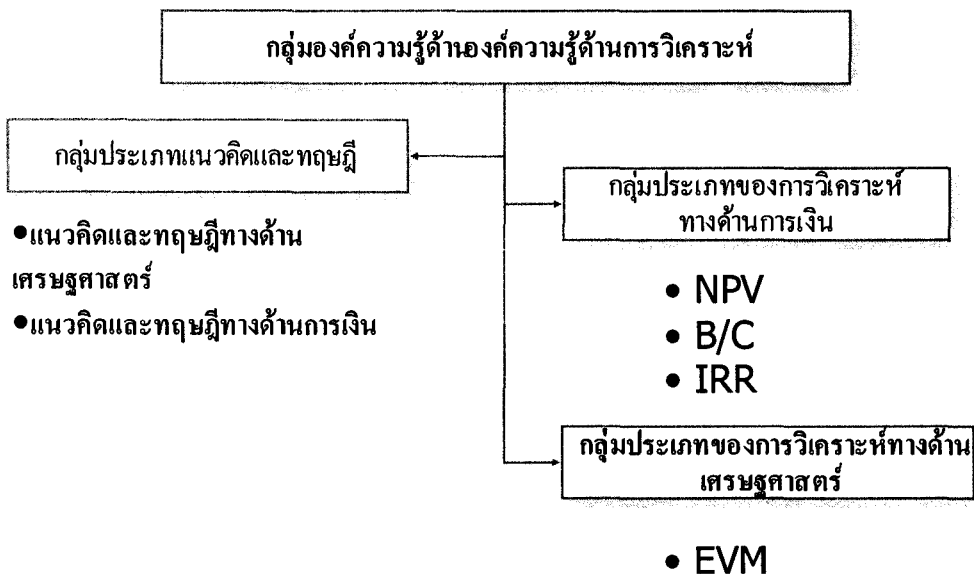 กลุ่มองค์ความรู้ด้านองค์ความรู้ด้านการวิเคราะห์
กลุ่มประเภทแนวคิดและทฤษฎี
●แนวคิดและทฤษฎีทางด้าน
เศรษฐศาสตร์
●แนวคิดและทฤษฎีทางด้านการเงิน
กลุ่มประเภทของการวิเคราะห์
ทางด้านการเงิน
• NPV
• B/C
• IRR
กลุ่มประเภทของการวิเคราะห์ทางด้าน
เศรษฐศาสตร์
• EVM